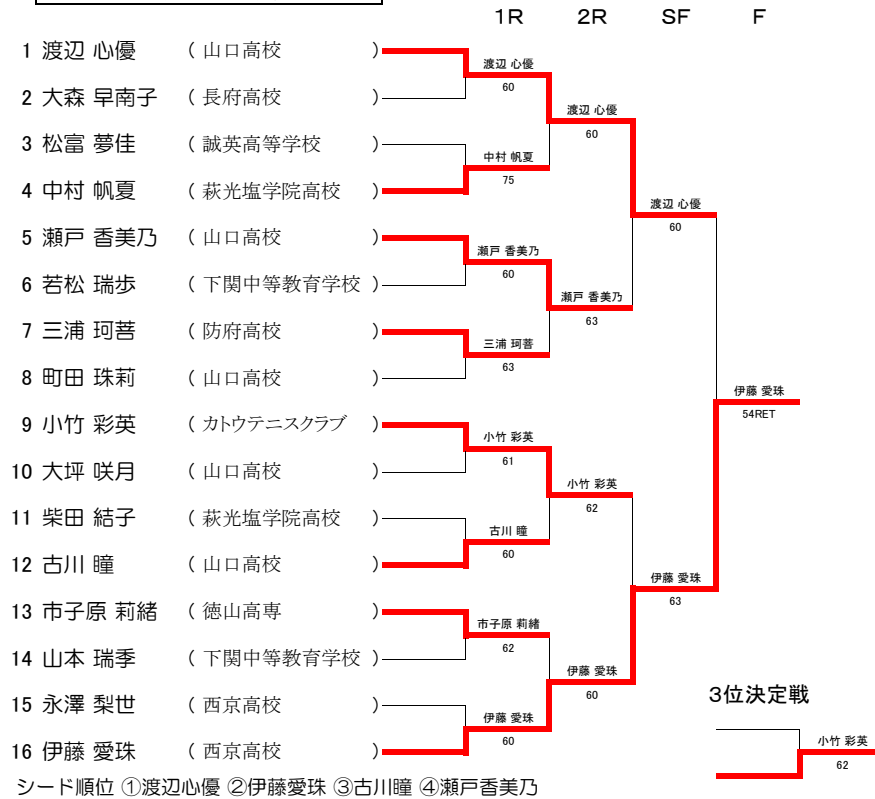 1R 2R SF F
1 渡辺 心優 ( 山口高校 )
渡辺 心優
60
2 大森 早南子 ( 長府高校 )
渡辺 心優
60
3 松富 夢佳 ( 誠英高等学校 )
中村 帆夏
75
4 中村 帆夏 ( 萩光塩学院高校 )
渡辺 心優
60
5 瀬戸 香美乃 ( 山口高校 )
瀬戸 香美乃
60
6 若松 瑞歩 ( 下関中等教育学校 )
瀬戸 香美乃
63
7 三浦 珂菩 ( 防府高校 )
三浦 珂菩
63
8 町田 珠莉 ( 山口高校 )
伊藤 愛珠
54RET
9 小竹 彩英 ( カトウテニスクラブ )
小竹 彩英
61
10 大坪 咲月 ( 山口高校 )
小竹 彩英
62
11 柴田 結子 ( 萩光塩学院高校 )
古川 瞳
60
12 古川 瞳 ( 山口高校 )
伊藤 愛珠
63
13 市子原 莉緒 ( 徳山高専 )
市子原 莉緒
62
14 山本 瑞季 ( 下関中等教育学校 )
伊藤 愛珠
60
15 永澤 梨世 ( 西京高校 )
伊藤 愛珠
60
16 伊藤 愛珠 ( 西京高校 )
3位決定戦
小竹 彩英
62
シード順位 ①渡辺心優 ②伊藤愛珠 ③古川瞳 ④瀬戸香美乃